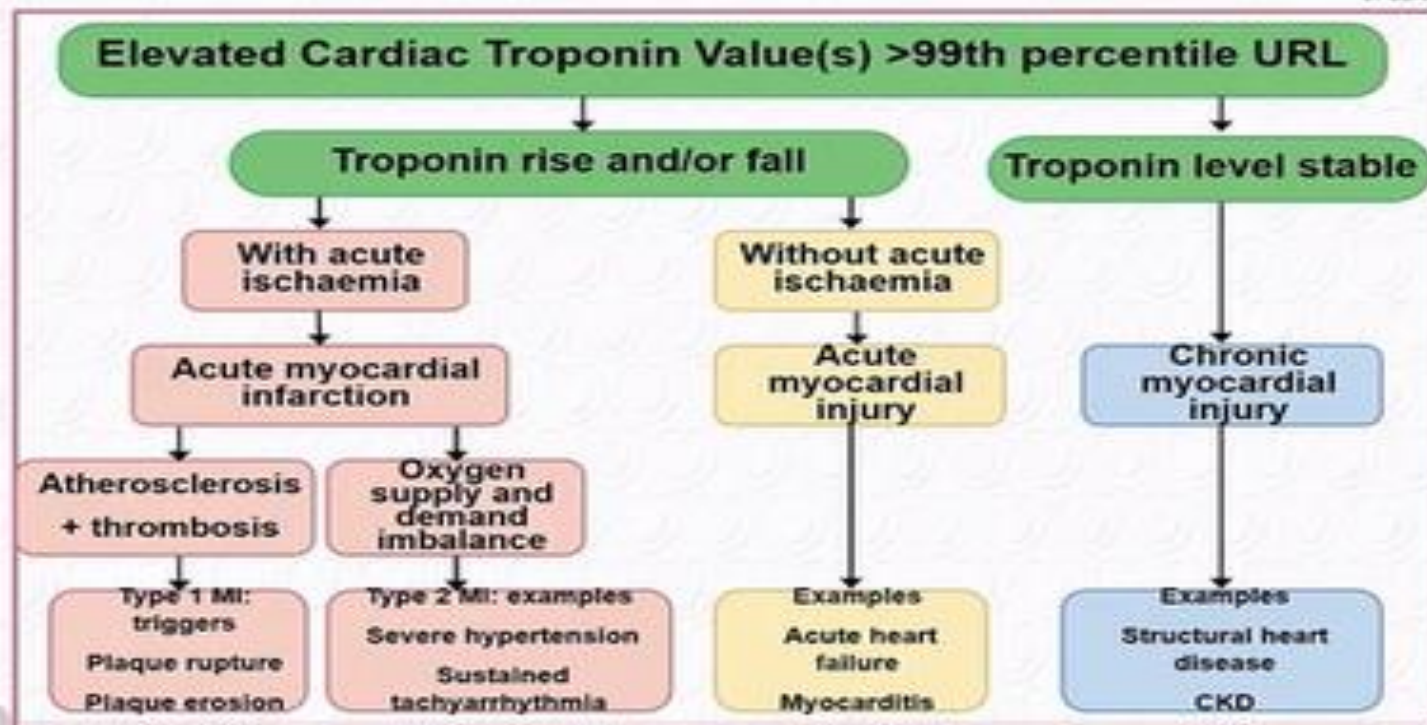 Elevated Cardiac Troponin Value(s) >99th percentile URL
Troponin rise and/or fall
Troponin level stable
With acute
ischaemia
Without acute
ischaemia
Acute myocardial
infarction
Acute
myocardial
injury
Chronic
myocardial
injury
Atherosclerosis
+ thrombosis
Oxygen
supply and
demand
imbalance
Type 1 MI:
triggers
Plaque rupture
Plaque erosion
Type 2 MI: examples
Severe hypertension
Sustained
tachyarrhythmia
Examples
Acute heart
failure
Myocarditis
Examples
Structural heart
disease
CKD